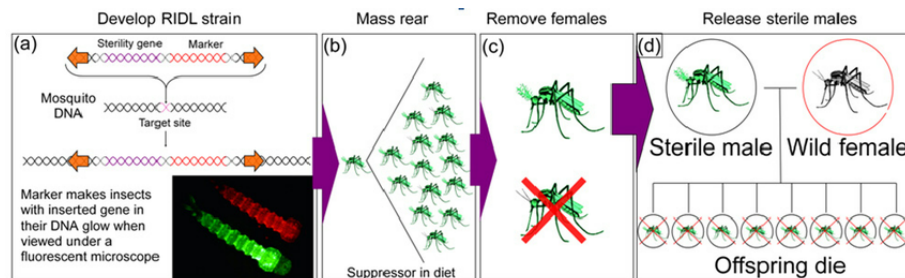 Develop RIDL strain
Mass rear
Remove females
Release sterile males
(a)
Sterility gene
Marker
Mosquito
DNA
Target site
Marker makes insects
with inserted gene in
their DNA glow when
viewed under a
fluorescent microscope
(b)
Suppressor in diet
(c)
(d)
Sterile male
Wild female
Offspring die